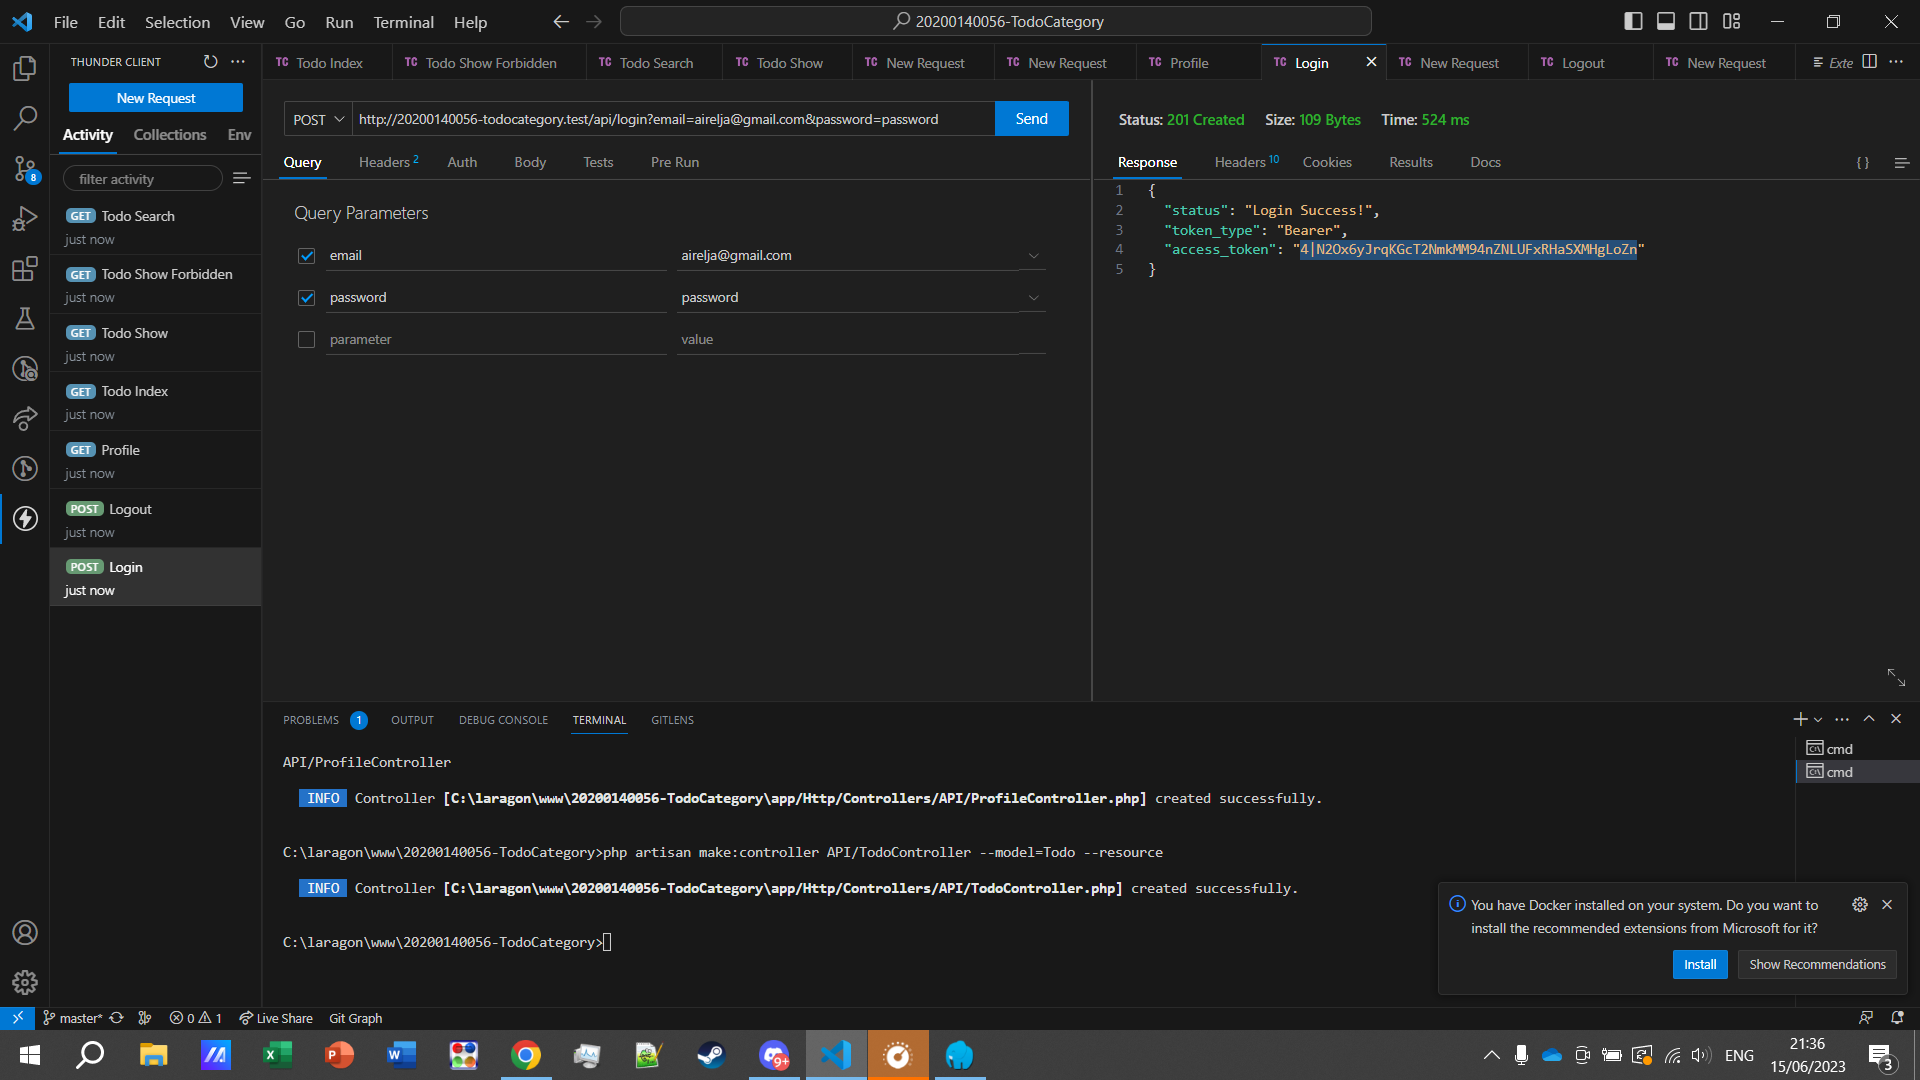 File Edit Selection View Go Run Terminal Help
20200140056-TodoCategory
THUNDER CLIENT
New Request
Activity Collections Env
filter activity
GET Todo Search
just now
GET Todo Show Forbidden
just now
GET Todo Show
just now
GET Todo Index
just now
GET Profile
just now
POST Logout
just now
POST Login
just now
TC Todo Index TC Todo Show Forbidden TC Todo Search TC Todo Show TC New Request TC New Request TC Profile TC Login TC New Request TC Logout TC New Request Exte
POST http://20200140056-todocategory.test/api/login?email=airelja@gmail.com&password=password Send
Query Headers 2 Auth Body Tests Pre Run
Query Parameters
email airelja@gmail.com
password password
parameter value
Status: 201 Created Size: 109 Bytes Time: 524 ms
Response Headers 10 Cookies Results Docs { }
1 {
2 "status": "Login Success!",
3 "token_type": "Bearer",
4 "access_token": "4|N2Ox6yJrqKGcT2NmkMM94nZNLUFxRHaSXMHgLoZn"
5 }
PROBLEMS 1 OUTPUT DEBUG CONSOLE TERMINAL GITLENS
API/ProfileController
INFO Controller [C:\laragon\www\20200140056-TodoCategory\app/Http/Controllers/API/ProfileController.php] created successfully.
C:\laragon\www\20200140056-TodoCategory>php artisan make:controller API/TodoController --model=Todo --resource
INFO Controller [C:\laragon\www\20200140056-TodoCategory\app/Http/Controllers/API/TodoController.php] created successfully.
C:\laragon\www\20200140056-TodoCategory>
cmd
cmd
You have Docker installed on your system. Do you want to
install the recommended extensions from Microsoft for it?
Install Show Recommendations
8
master* 0 1 Live Share Git Graph
9+
ENG
21:36
15/06/2023
3